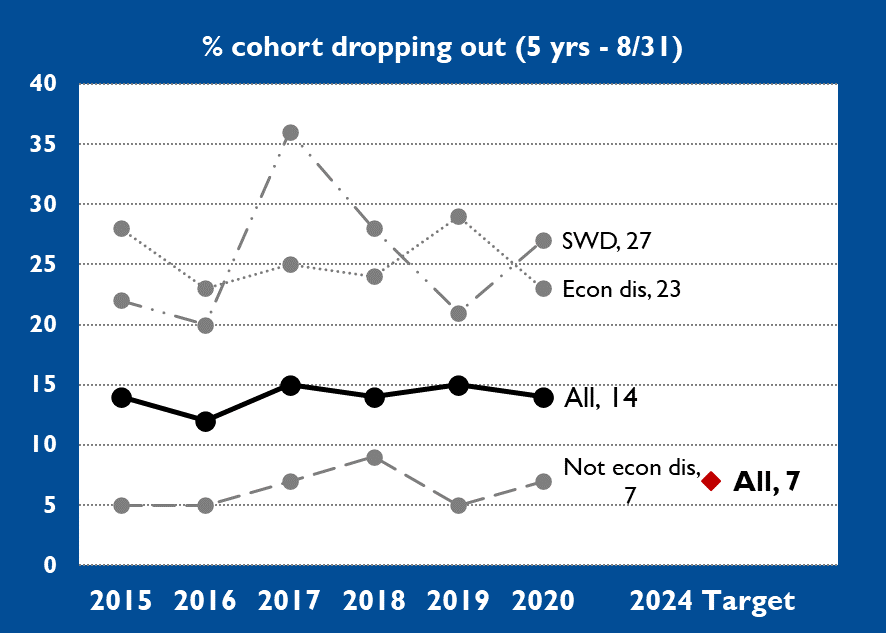 % cohort dropping out (5 yrs - 8/31)
40
35
30
25
20
15
10
5
0
SWD, 27
Econ dis, 23
All, 14
Not econ dis,
7
All, 7
2015 2016 2017 2018 2019 2020 2024 Target